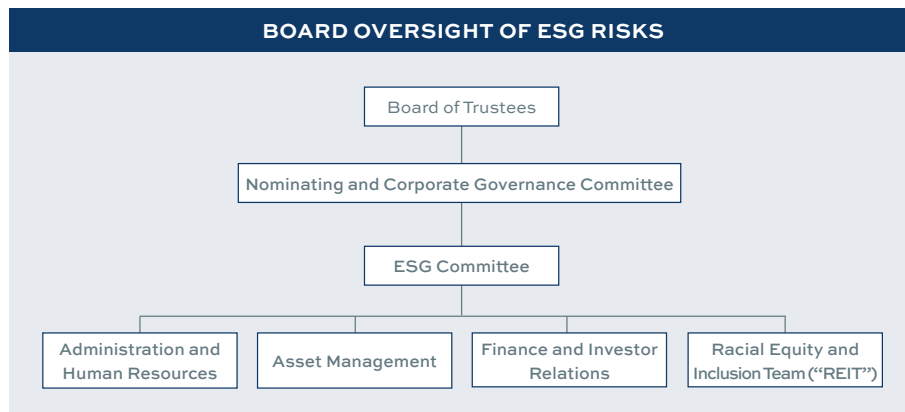 BOARD OVERSIGHT OF ESG RISKS
Board of Trustees
Nominating and Corporate Governance Committee
ESG Committee
Administration and
Human Resources
Asset Management
Finance and Investor
Relations
Racial Equity and
Inclusion Team (“REIT”)